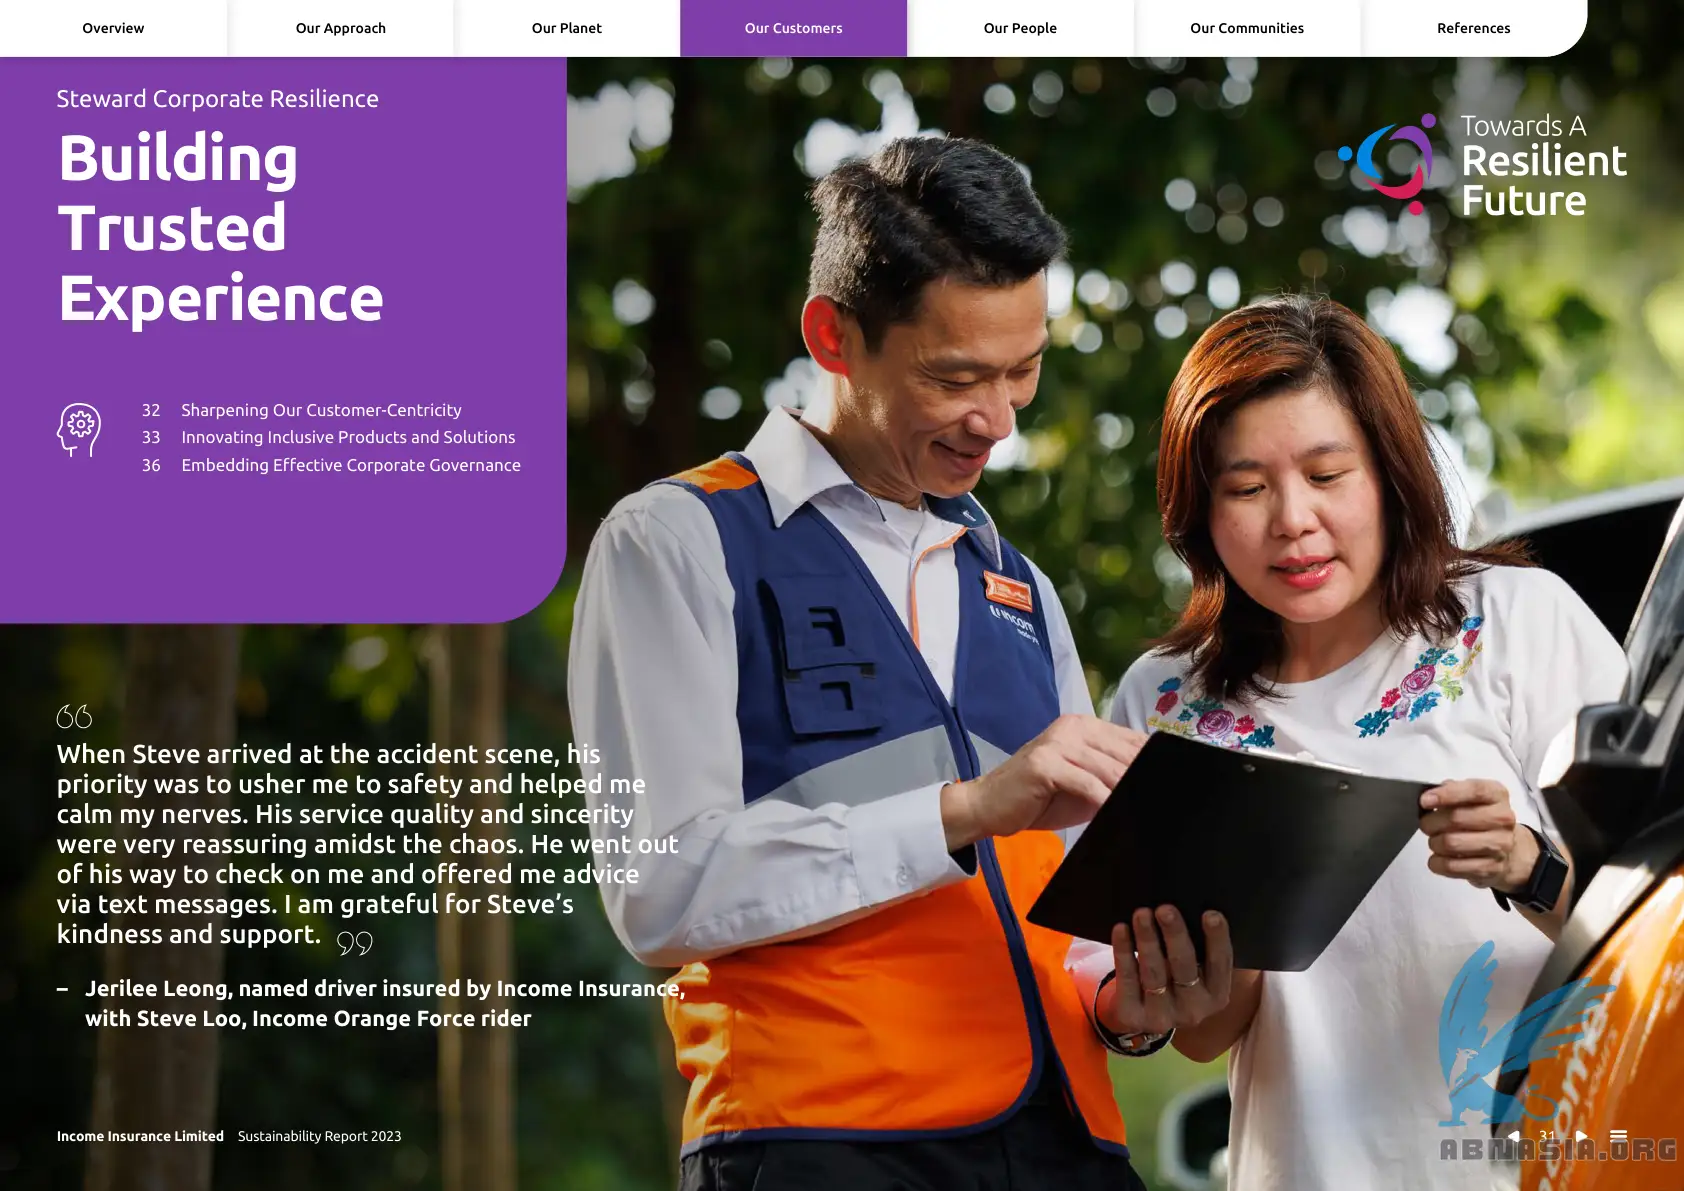 Overview
Our Approach
Our Planet
Our Customers
Our People
Our Communities
References
Steward Corporate Resilience
Building
Trusted
Experience
Towards A
Resilient
Future
32 Sharpening Our Customer-Centricity
33 Innovating Inclusive Products and Solutions
36 Embedding Effective Corporate Governance
“
When Steve arrived at the accident scene, his
priority was to usher me to safety and helped me
calm my nerves. His service quality and sincerity
were very reassuring amidst the chaos. He went out
of his way to check on me and offered me advice
via text messages. I am grateful for Steve’s
kindness and support. ”
– Jerilee Leong, named driver insured by Income Insurance,
with Steve Loo, Income Orange Force rider
Income Insurance Limited Sustainability Report 2023
31
ABNASIA.ORG